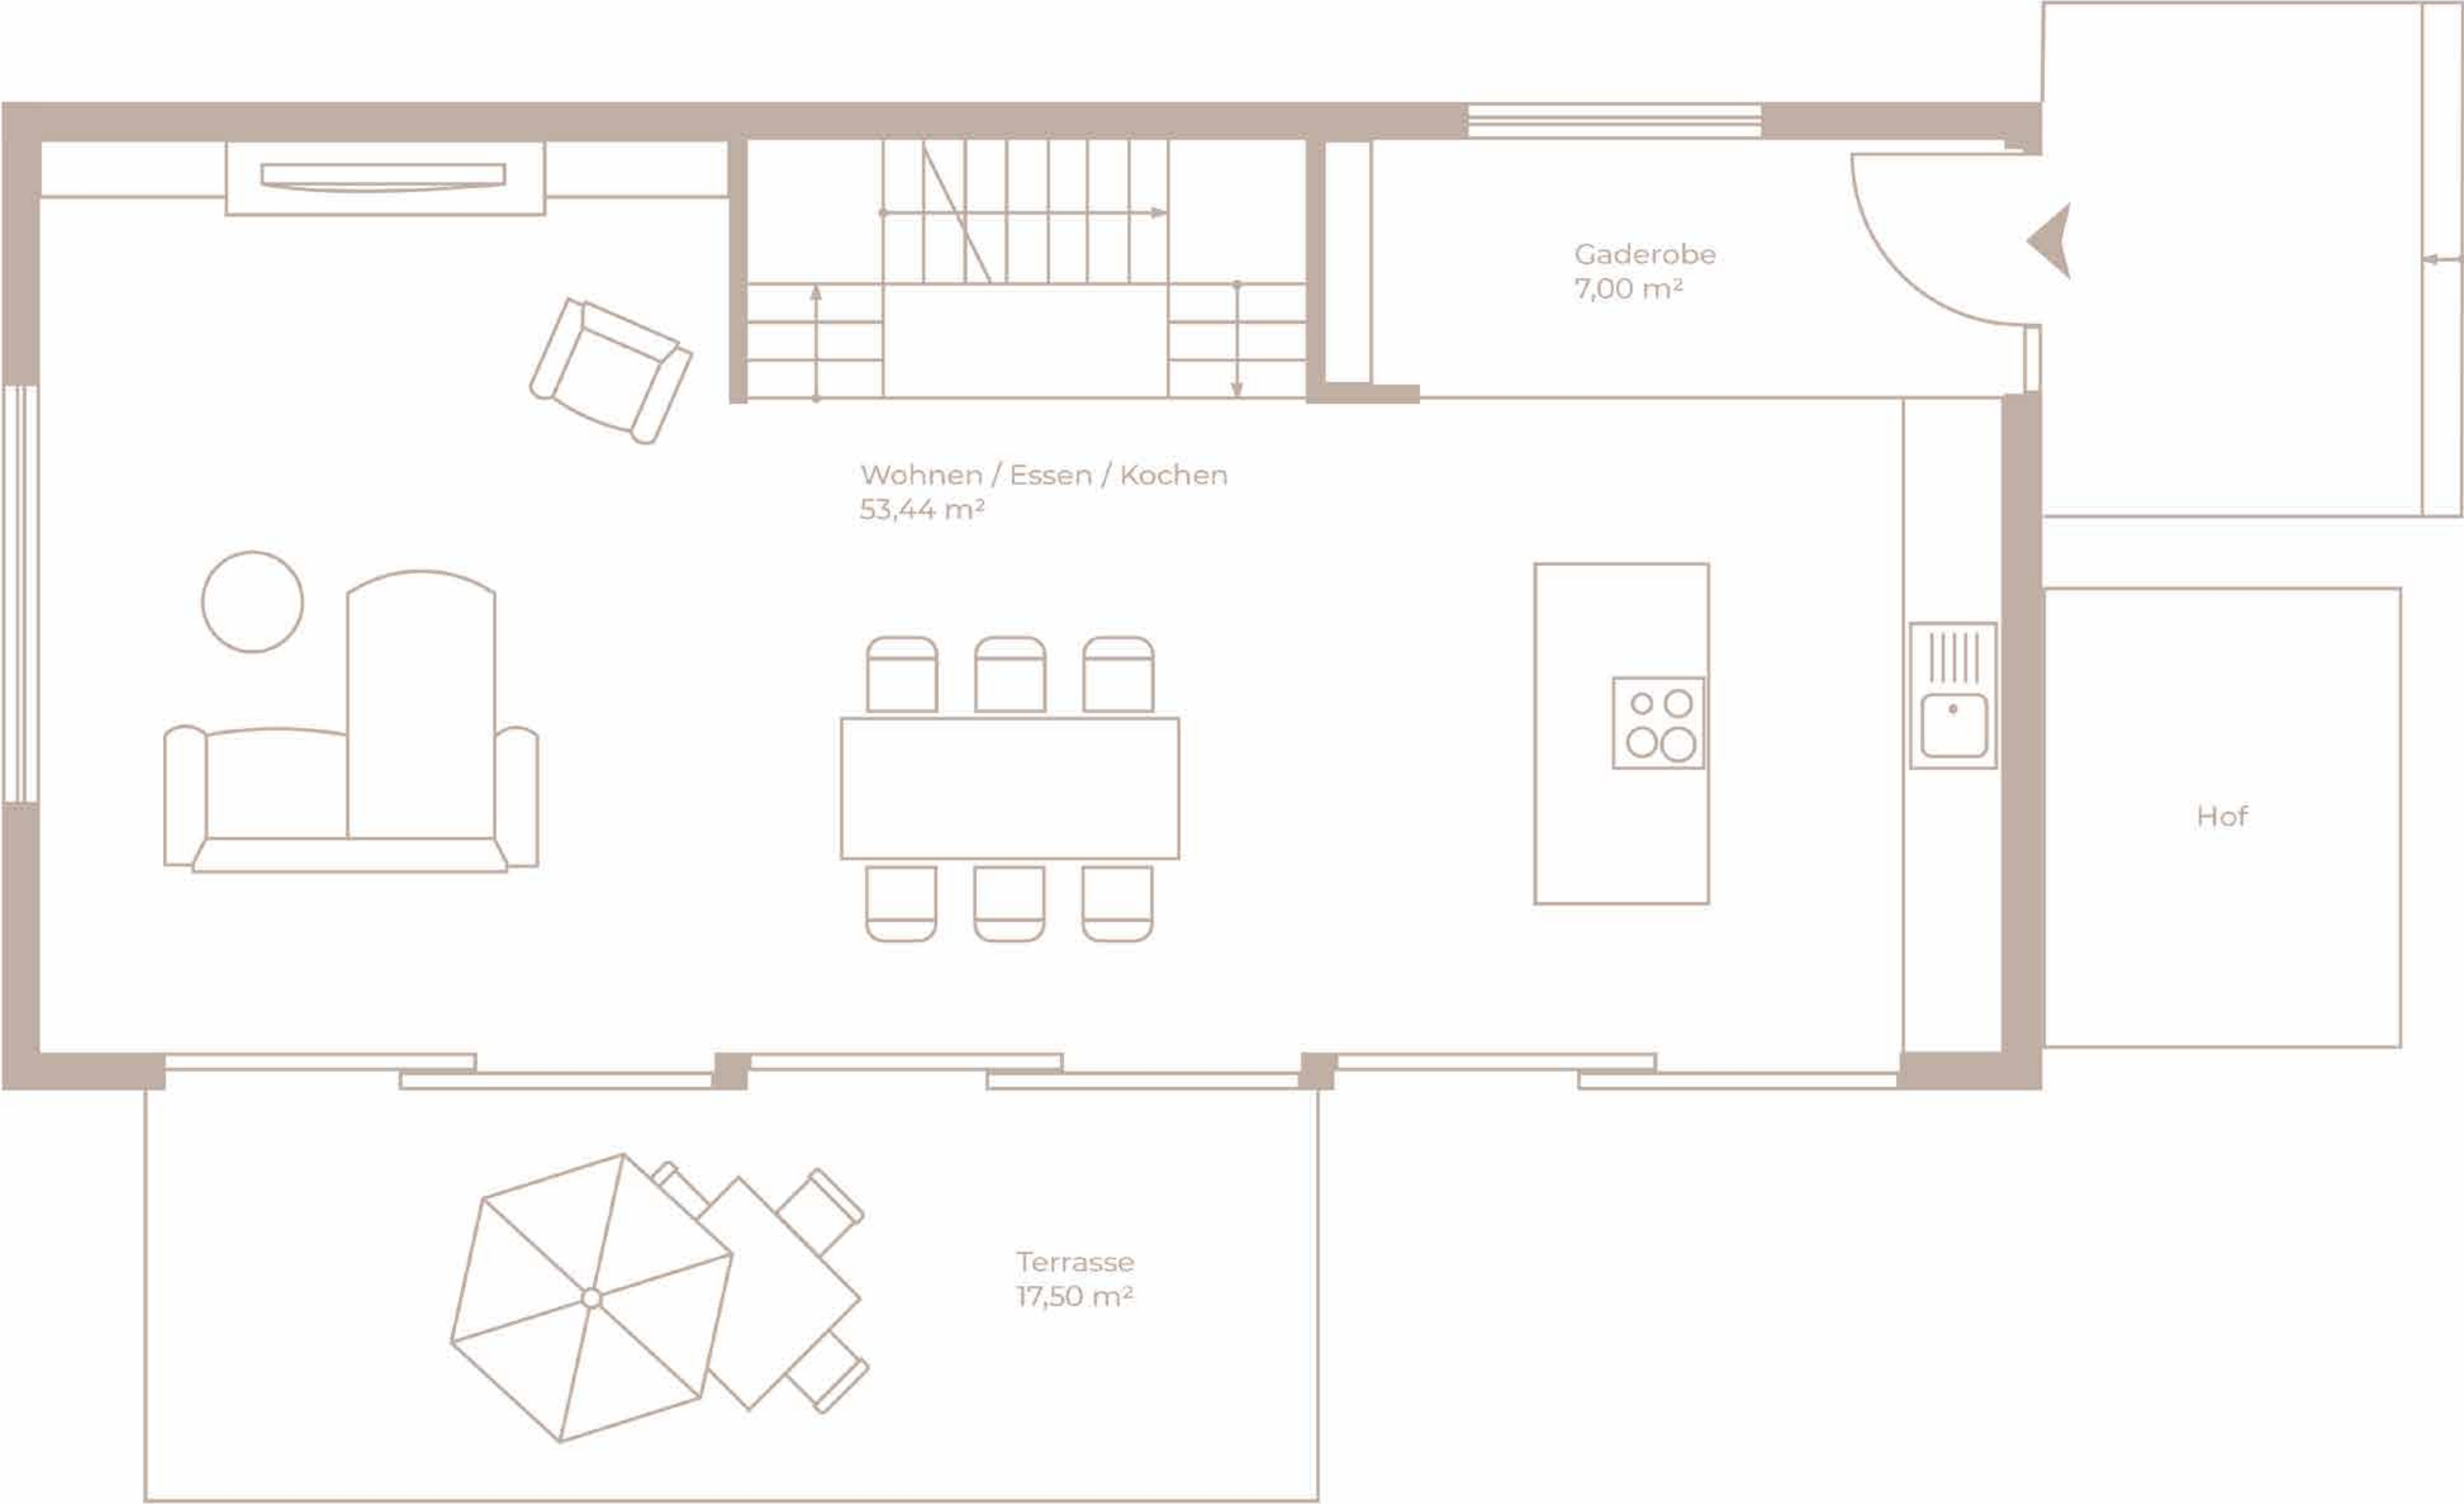 Gaderobe
7,00 m²
Wohnen / Essen / Kochen
53,44 m²
Hof
Terrasse
17,50 m²